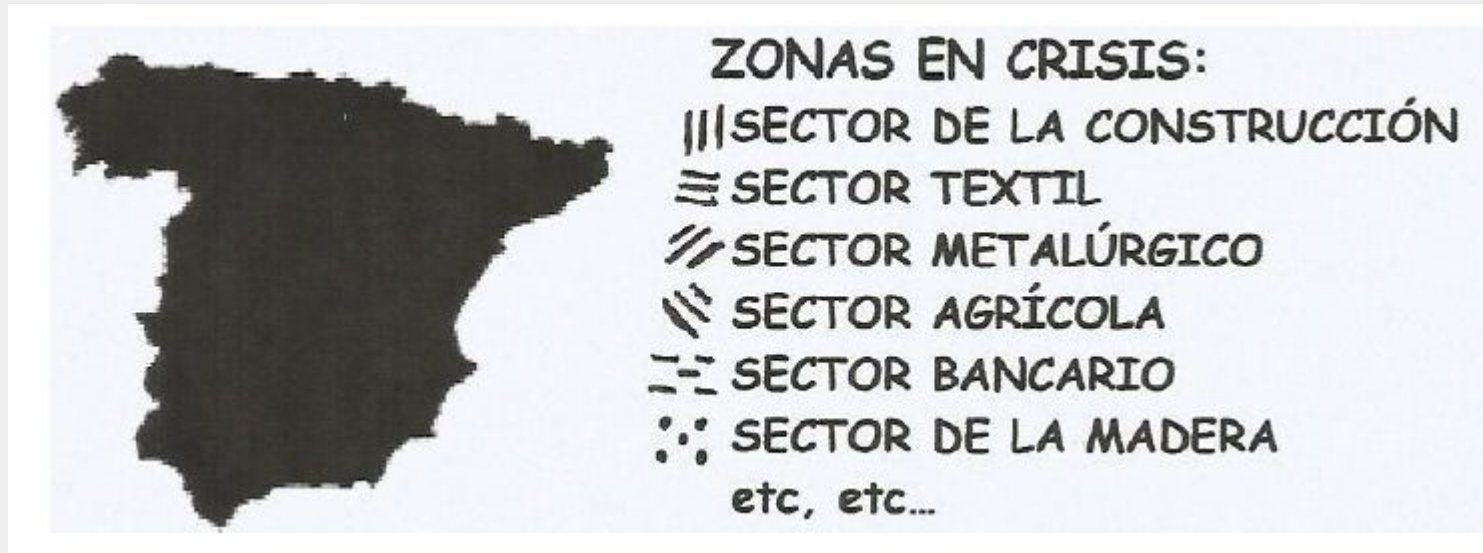 ZONAS EN CRISIS:
SECTOR DE LA CONSTRUCCIÓN
SECTOR TEXTIL
SECTOR METALÚRGICO
SECTOR AGRÍCOLA
SECTOR BANCARIO
SECTOR DE LA MADERA
etc, etc...